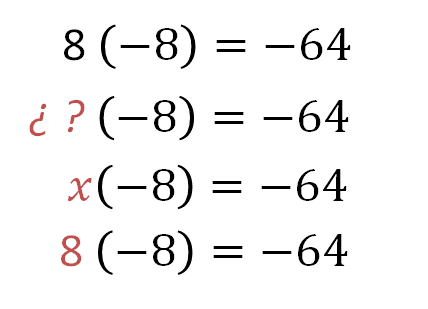 8 (−8) = −64
¿ ? (−8) = −64
x(−8) = −64
8 (−8) = −64